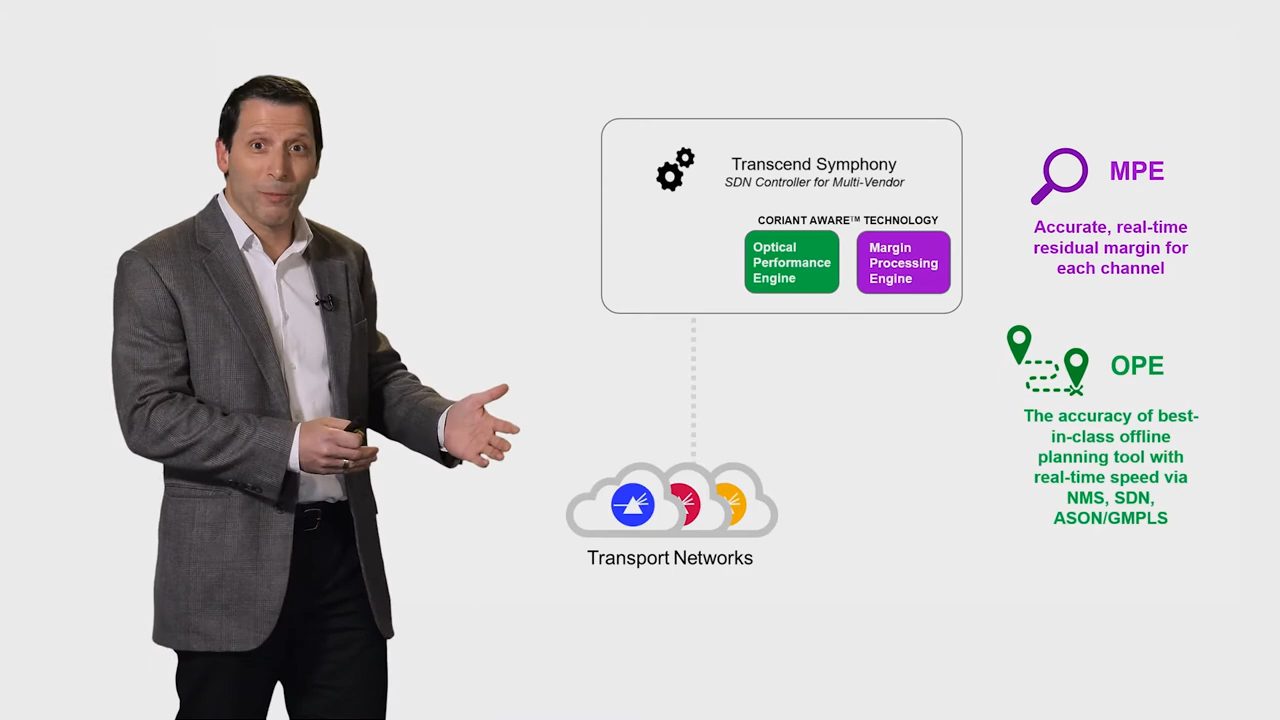 Transcend Symphony
SDN Controller for Multi-Vendor
CORIANT AWARE™ TECHNOLOGY
Optical
Performance
Engine
Margin
Processing
Engine
Transport Networks
MPE
Accurate, real-time
residual margin for
each channel
OPE
The accuracy of best-
in-class offline
planning tool with
real-time speed via
NMS, SDN,
ASON/GMPLS